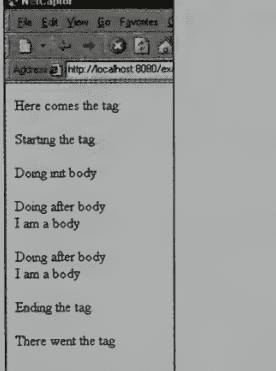 NetCaptor
File Edit View Go Favorites
Address http://localhost:8080/ex
Here comes the tag
Starting the tag
Doing init body
Doing after body
I am a body
Doing after body
I am a body
Ending the tag
There went the tag